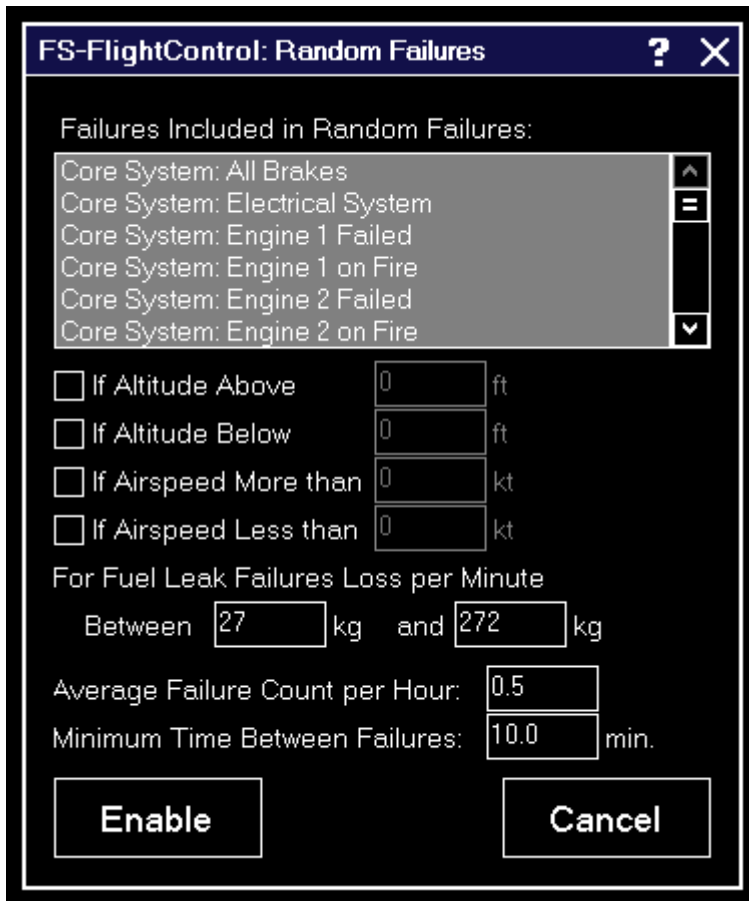 FS-FlightControl: Random Failures ? X
Failures Included in Random Failures:
Core System: All Brakes
Core System: Electrical System
Core System: Engine 1 Failed
Core System: Engine 1 on Fire
Core System: Engine 2 Failed
Core System: Engine 2 on Fire
If Altitude Above 0 ft
If Altitude Below 0 ft
If Airspeed More than 0 kt
If Airspeed Less than 0 kt
For Fuel Leak Failures Loss per Minute
Between 27 kg and 272 kg
Average Failure Count per Hour: 0.5
Minimum Time Between Failures: 10.0 min.
Enable Cancel